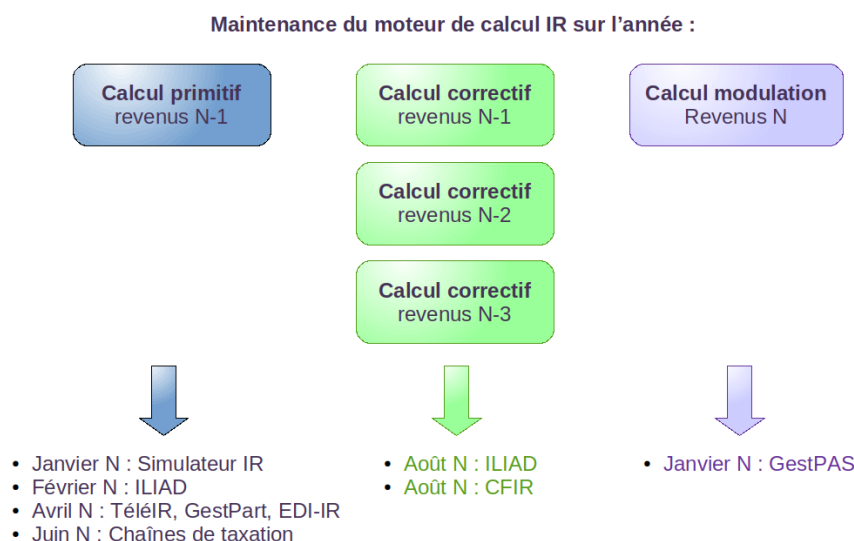 Maintenance du moteur de calcul IR sur l'année :
Calcul primitif
revenus N-1
Calcul correctif
revenus N-1
Calcul modulation
Revenus N
Calcul correctif
revenus N-2
Calcul correctif
revenus N-3
• Janvier N : Simulateur IR
• Février N : ILIAD
• Avril N : TéléIR, GestPart, EDI-IR
• Juin N : Chaînes de taxation
• Août N : ILIAD
• Août N : CFIR
• Janvier N : GestPAS